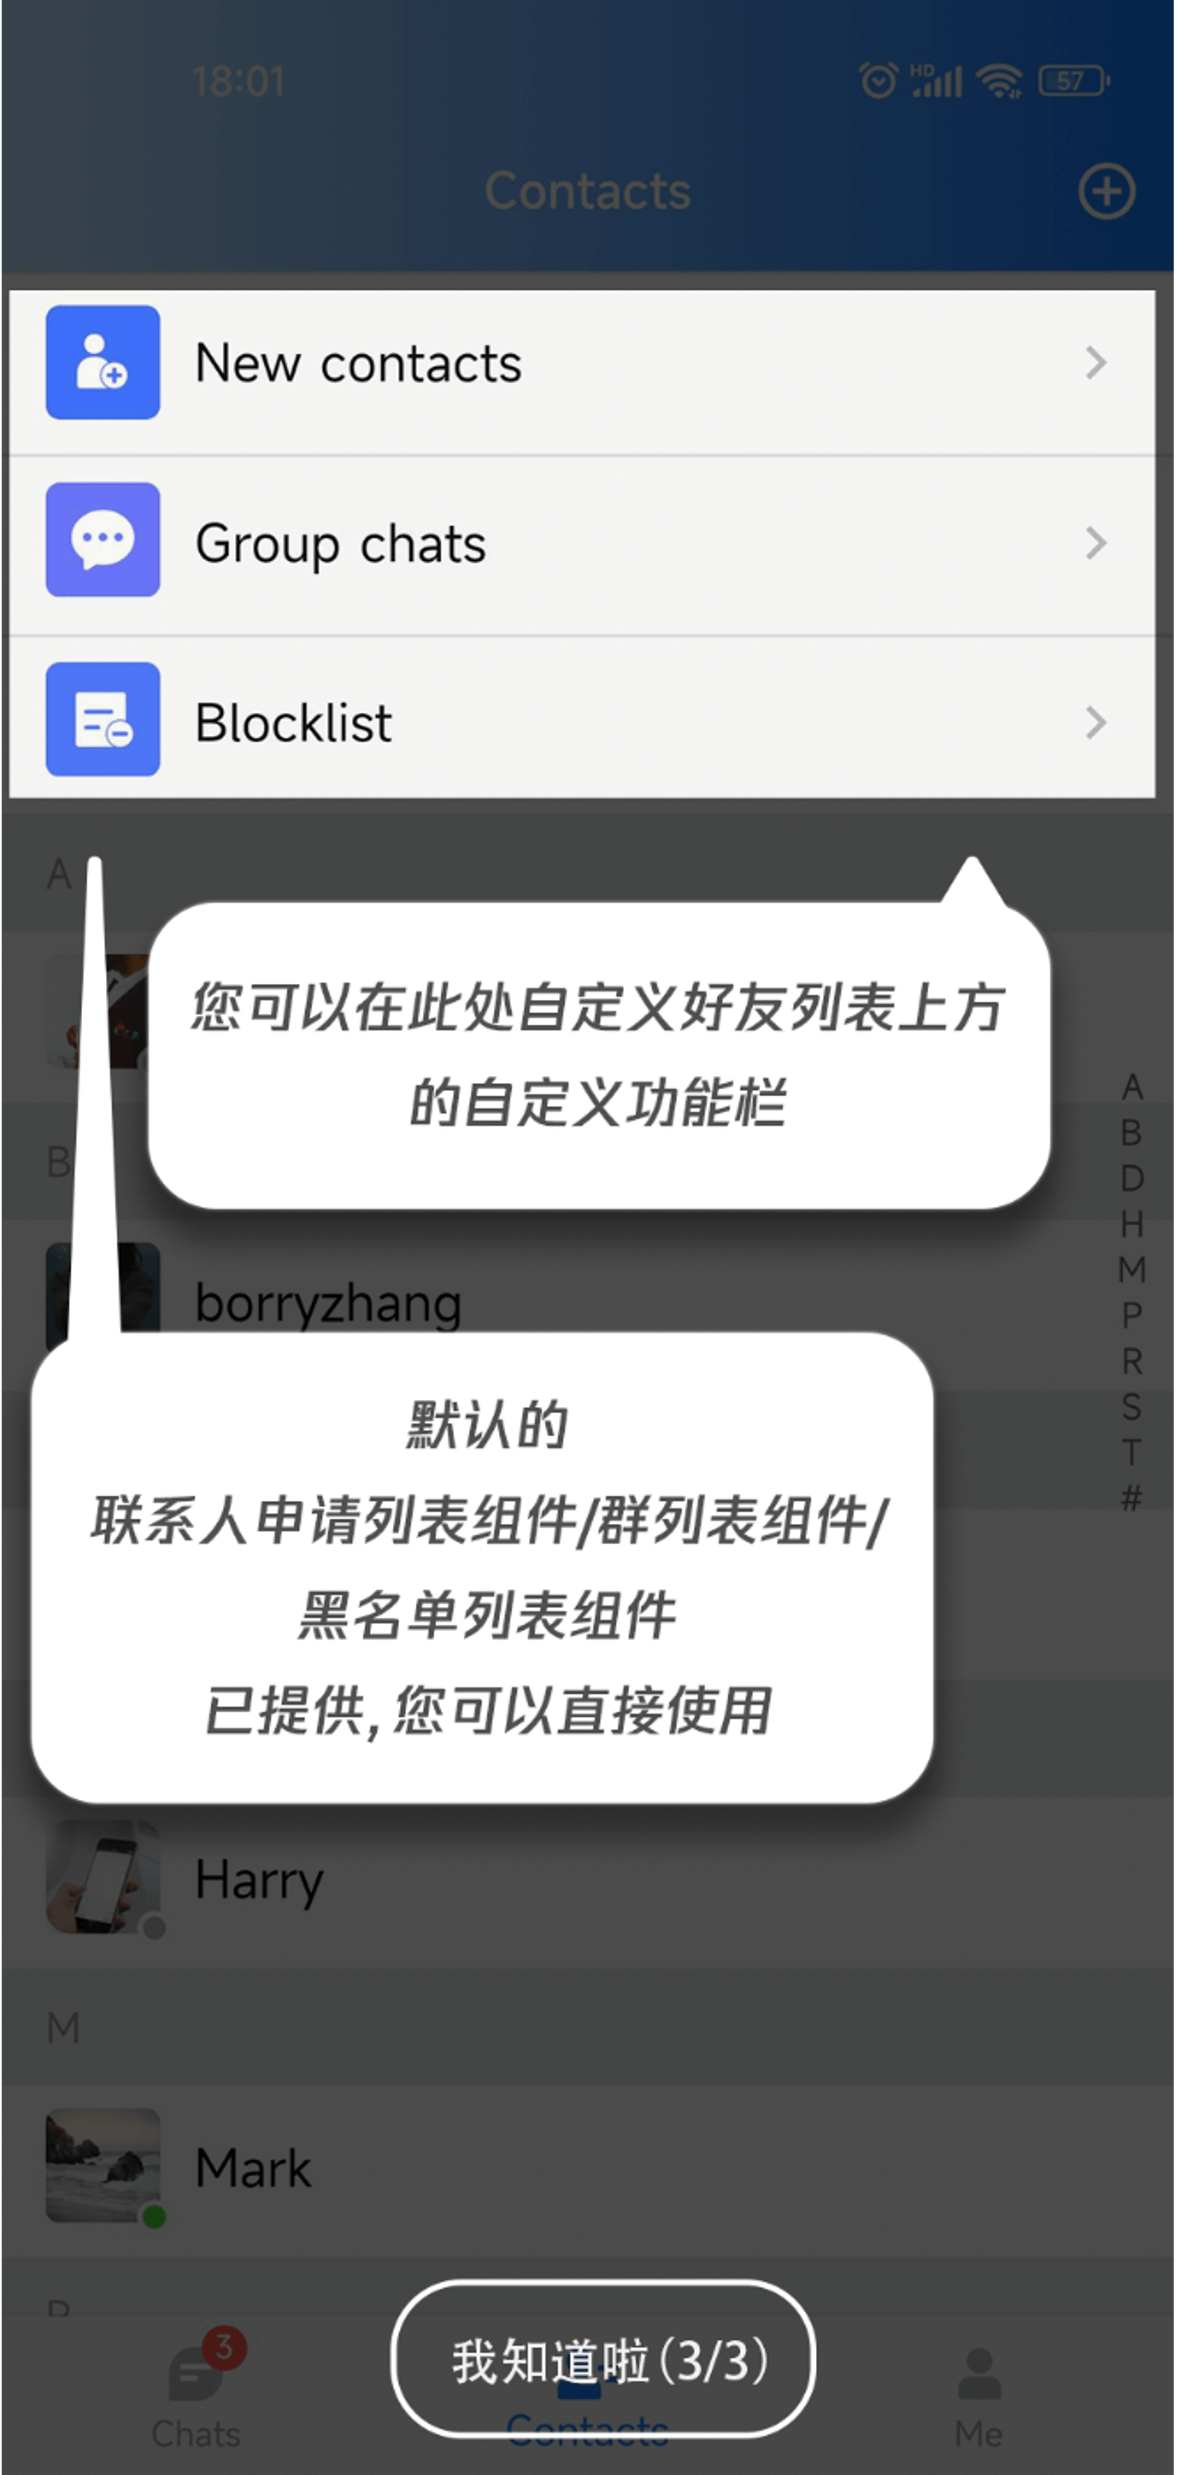 18:01
HD
57
Contacts
New contacts
Group chats
Blocklist
A
您可以在此处自定义好友列表上方
的自定义功能栏
B
borryzhang
A
B
D
H
M
P
R
S
T
#
默认的
联系人申请列表组件/群列表组件/
黑名单列表组件
已提供,您可以直接使用
Harry
M
Mark
我知道啦(3/3)
3
Chats
Contacts
Me